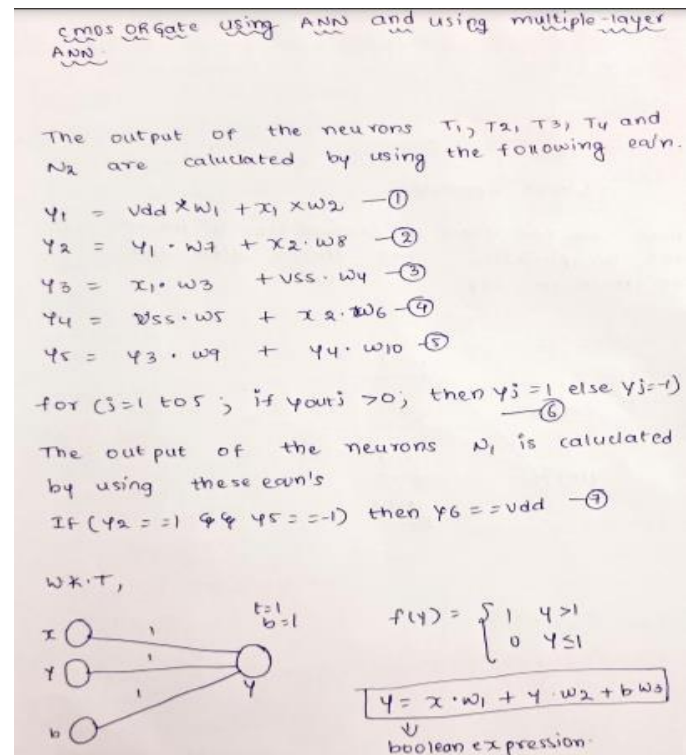 cmos OR Gate using ANN and using multiple-layer
ANN.
The output of the neurons T1, T2, T3, T4 and
N2 are caluclated by using the following ea/n.
Y1 = Vdd * W1 + x1 × W2 — ①
Y2 = Y1 · W7 + x2 · W8 — ②
Y3 = x1 · W3 + VSS · W4 — ③
Y4 = VSS · W5 + x2 · W6 — ④
Y5 = Y3 · W9 + Y4 · W10 — ⑤
for (j=1 to 5 ; if youtj >0; then yj = 1 else yj=-1) — ⑥
The output of the neurons N1 is caluclated
by using these equn's
If (Y2 == 1 && Y5 == -1) then Y6 == Vdd — ⑦
W.K.T,
t=1
b=1
x 1
y 1
b 1
Y
f(y) = { 1 y>1
0 y≤1
Y = x · w1 + y · w2 + b w3
↓
boolean expression.